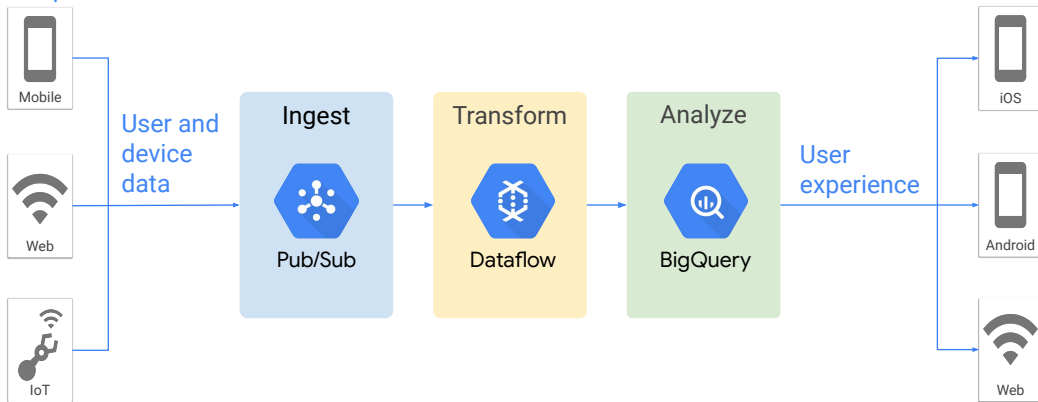 Mobile
Web
IoT
User and
device
data
Ingest
Pub/Sub
Transform
Dataflow
Analyze
BigQuery
User
experience
iOS
Android
Web